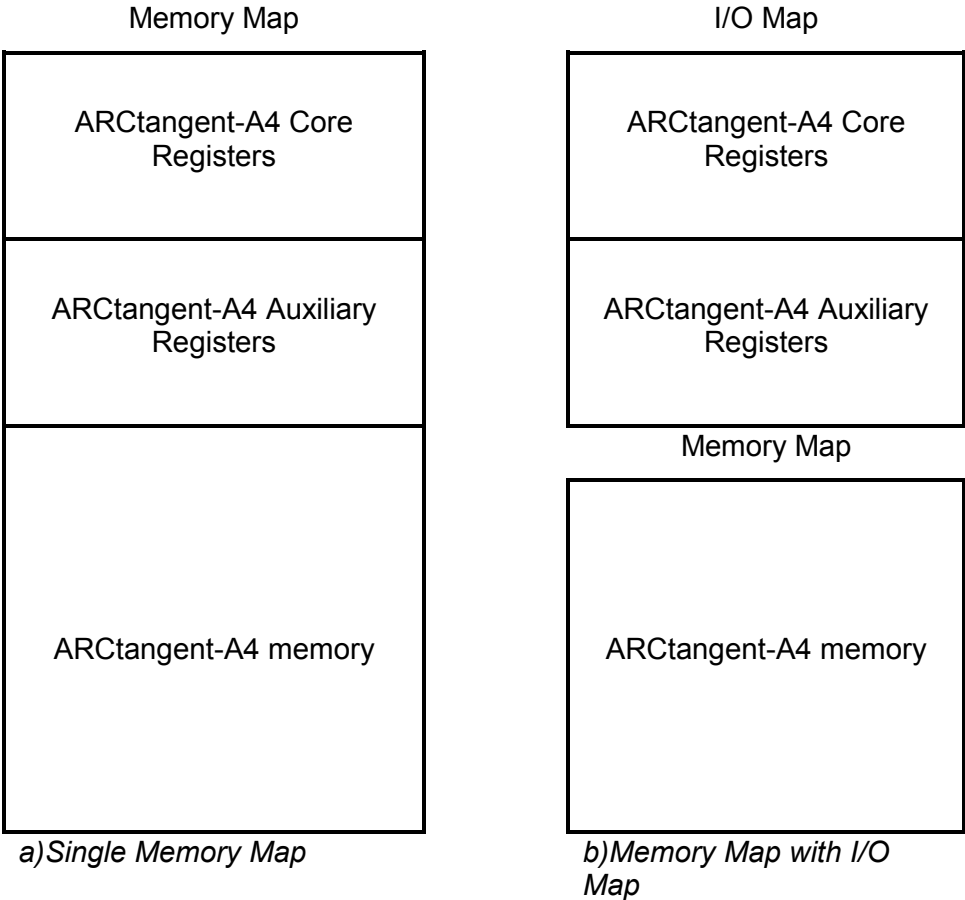 Memory Map
ARCtangent-A4 Core
Registers
ARCtangent-A4 Auxiliary
Registers
ARCtangent-A4 memory
a)Single Memory Map
I/O Map
ARCtangent-A4 Core
Registers
ARCtangent-A4 Auxiliary
Registers
Memory Map
ARCtangent-A4 memory
b)Memory Map with I/O
Map